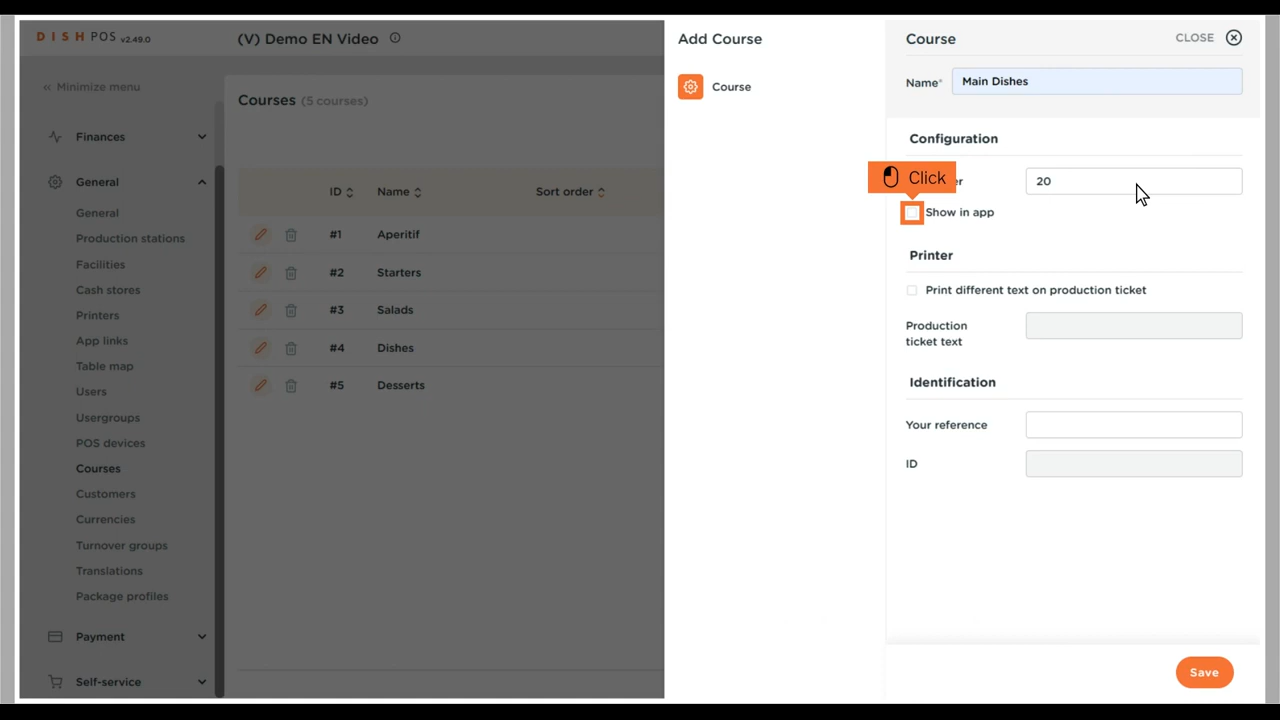 DISH POS v2.49.0
(V) Demo EN Video
Minimize menu
Finances
General
General
Production stations
Facilities
Cash stores
Printers
App links
Table map
Users
Usergroups
POS devices
Courses
Customers
Currencies
Turnover groups
Translations
Package profiles
Payment
Self-service
Courses (5 courses)
ID Name Sort order
#1 Aperitif
#2 Starters
#3 Salads
#4 Dishes
#5 Desserts
Add Course
Course
Course
CLOSE
Name* Main Dishes
Configuration
Click
20
Show in app
Printer
Print different text on production ticket
Production
ticket text
Identification
Your reference
ID
Save